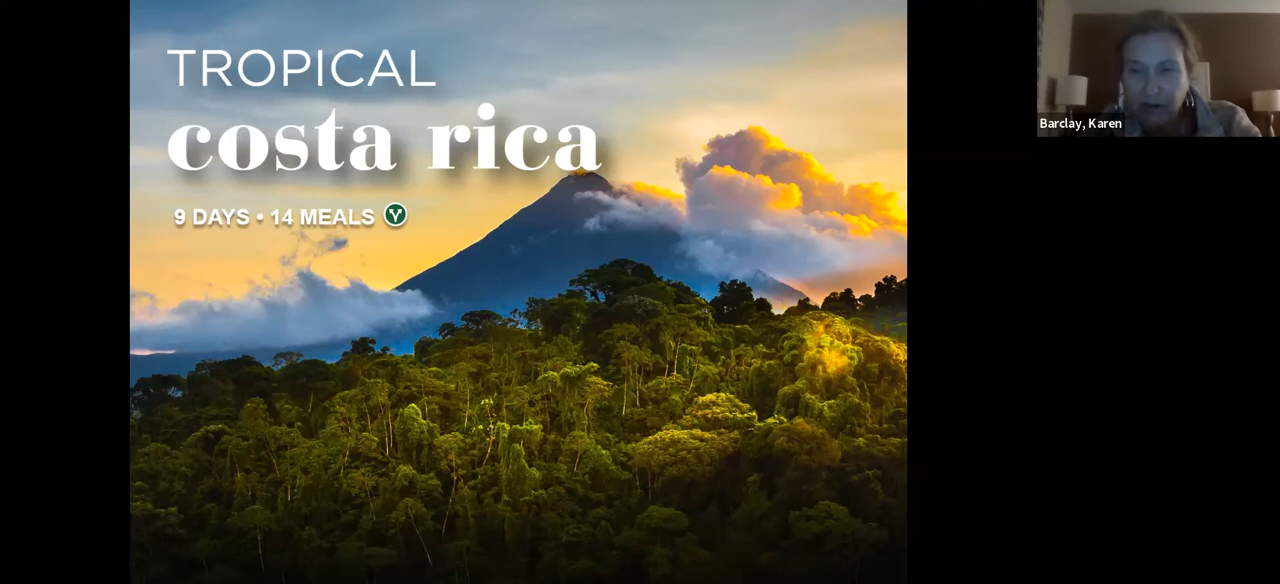 TROPICAL
costa rica
9 DAYS • 14 MEALS
Barclay, Karen